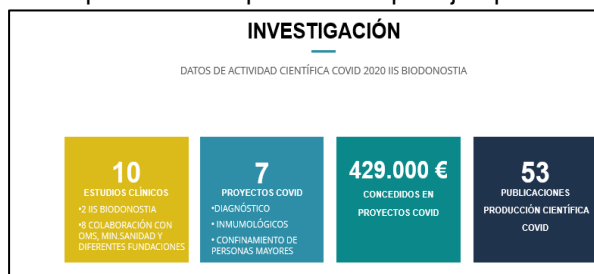 INVESTIGACIÓN
DATOS DE ACTIVIDAD CIENTÍFICA COVID 2020 IIS BIODONOSTIA
10
ESTUDIOS CLÍNICOS
•2 IIS BIODONOSTIA
•8 COLABORACIÓN CON
OMS, MIN.SANIDAD Y
DIFERENTES FUNDACIONES
7
PROYECTOS COVID
•DIAGNÓSTICO
• INMUMOLÓGICOS
• CONFINAMIENTO DE
PERSONAS MAYORES
429.000 €
CONCEDIDOS EN
PROYECTOS COVID
53
PUBLICACIONES
PRODUCCIÓN CIENTÍFICA
COVID